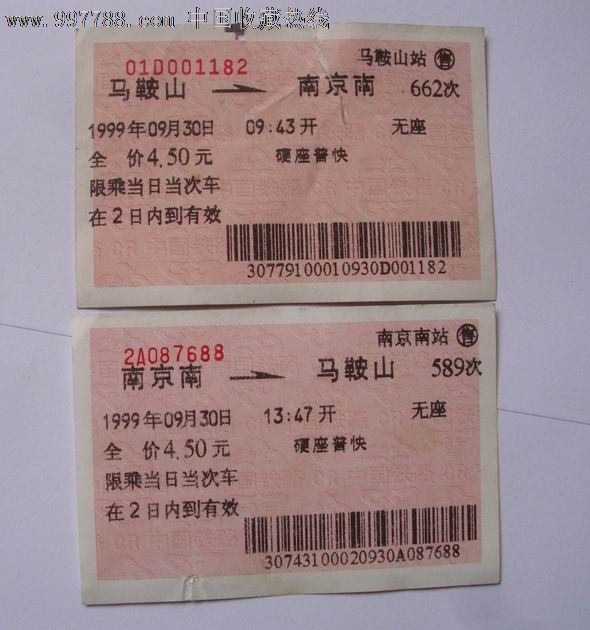 www.997788.com 中国收藏热线
马鞍山站 售
01D001182
马鞍山 → 南京南 662次
1999年09月30日 09:43开 无座
全 价4.50元 硬座普快
限乘当日当次车
在2日内到有效
30779100010930D001182
南京南站 售
2A087688
南京南 → 马鞍山 589次
1999年09月30日 13:47开 无座
全 价4.50元 硬座普快
限乘当日当次车
在2日内到有效
30743100020930A087688